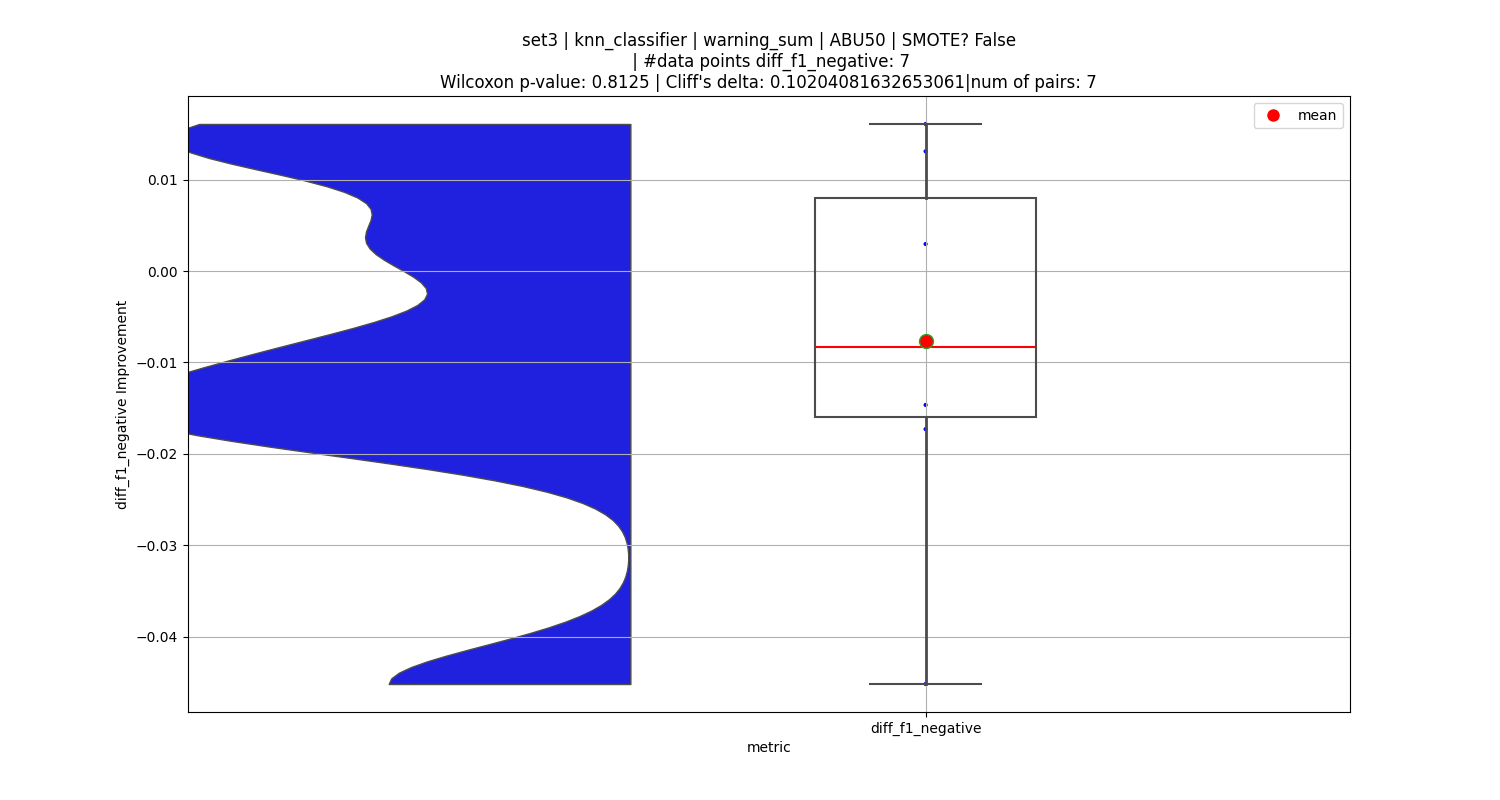 set3 | knn_classifier | warning_sum | ABU50 | SMOTE? False
| #data points diff_f1_negative: 7
Wilcoxon p-value: 0.8125 | Cliff's delta: 0.10204081632653061|num of pairs: 7
mean
0.01
0.00
−0.01
−0.02
−0.03
−0.04
diff_f1_negative Improvement
diff_f1_negative
metric